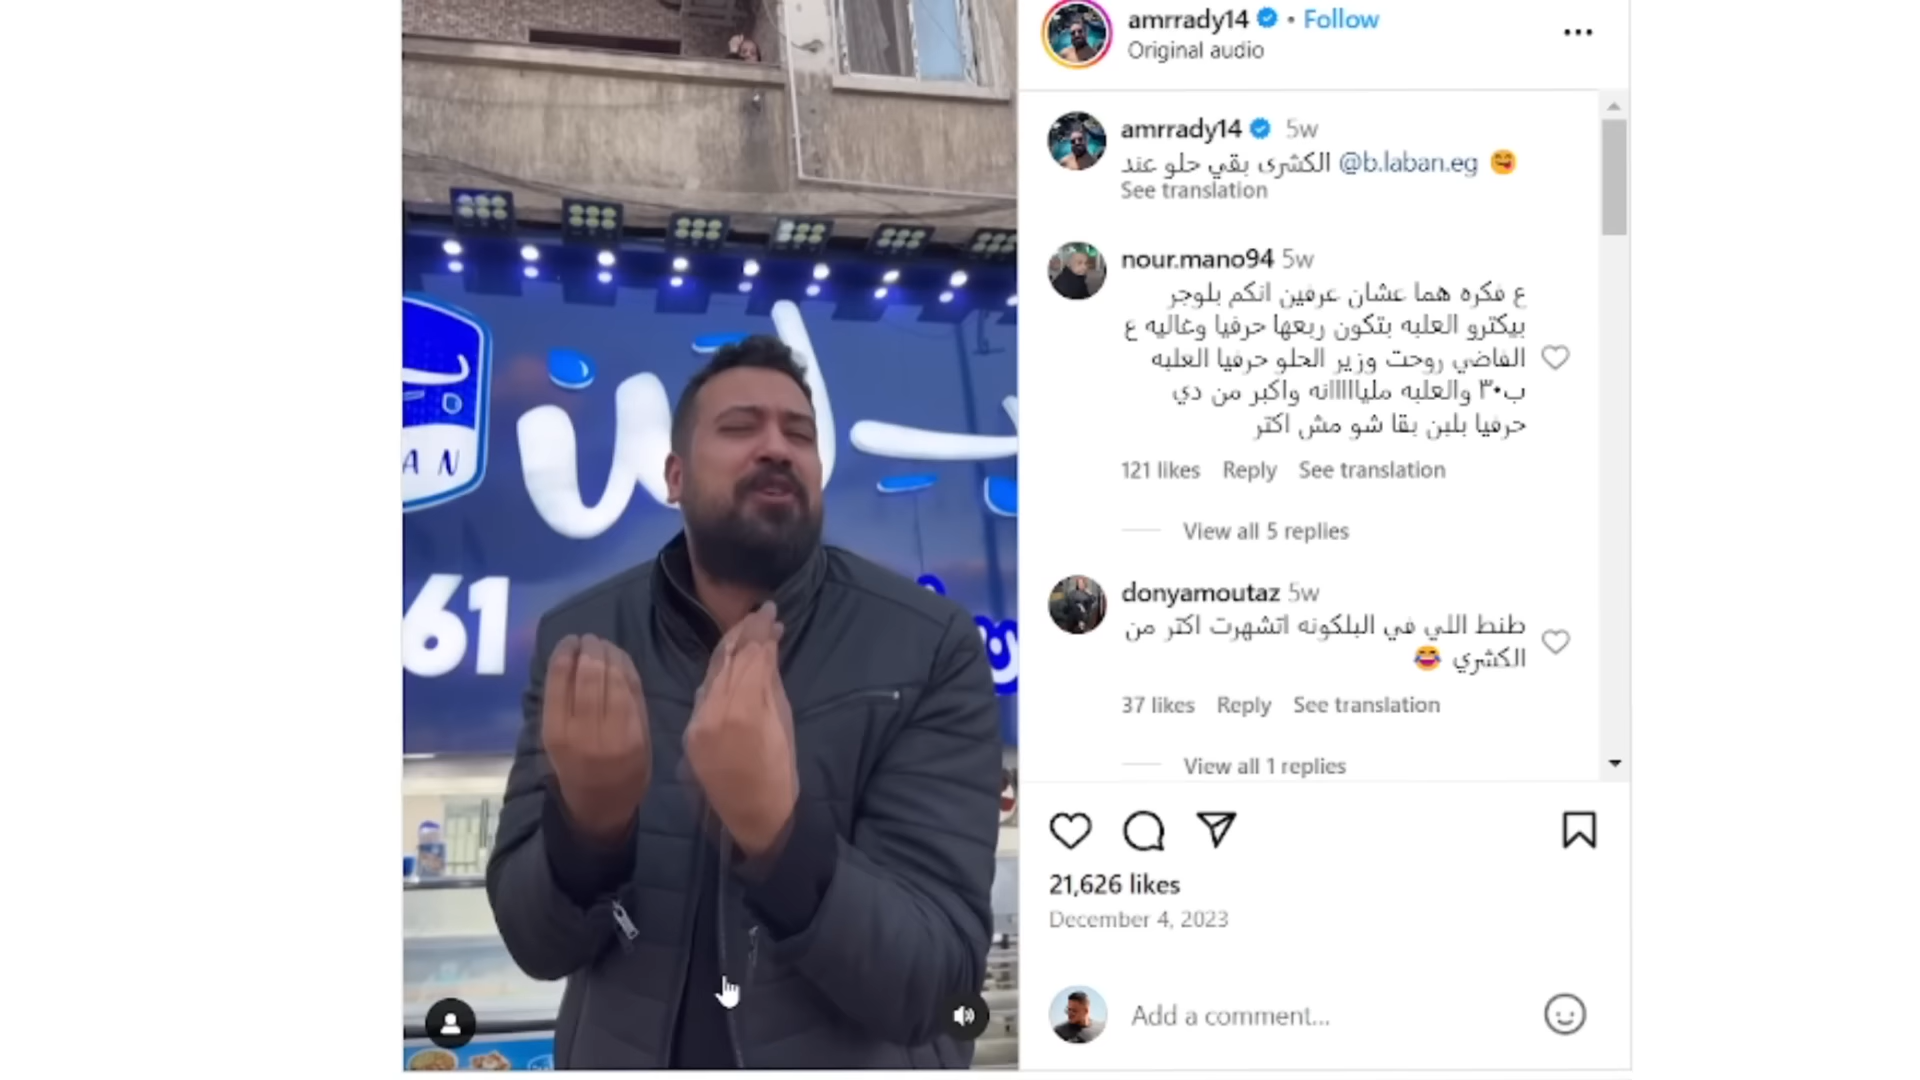 بـ لبن
AN
61
amrrady14 • Follow
Original audio
amrrady14 5w
الكشرى بقي حلو عند @b.laban.eg 😋
See translation
nour.mano94 5w
ع فكره هما عشان عرفين انكم بلوجر
بيكترو العلبه بتكون ربعها حرفيا وغاليه ع
الفاضي روحت وزير الحلو حرفيا العلبه
ب٣٠ والعلبه ملياااااانه واكبر من دي
حرفيا بلبن بقا شو مش اكتر
121 likes Reply See translation
View all 5 replies
donyamoutaz 5w
طنط اللي في البلكونه اتشهرت اكتر من
الكشري 😂
37 likes Reply See translation
View all 1 replies
21,626 likes
December 4, 2023
Add a comment...